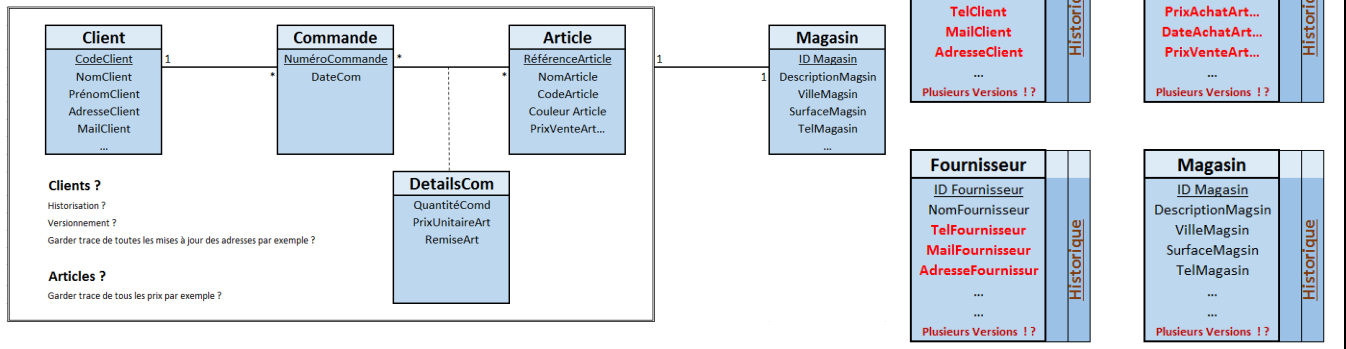 Client
CodeClient
NomClient
PrénomClient
AdresseClient
MailClient
...
1
*
Commande
NuméroCommande
DateCom
*
*
Article
RéférenceArticle
NomArticle
CodeArticle
Couleur Article
PrixVenteArt...
1
1
Magasin
ID Magasin
DescriptionMagsin
VilleMagsin
SurfaceMagsin
TelMagasin
...
DetailsCom
QuantitéComd
PrixUnitaireArt
RemiseArt
Clients ?
Historisation ?
Versionnement ?
Garder trace de toutes les mises à jour des adresses par exemple ?
Articles ?
Garder trace de tous les prix par exemple ?
TelClient
MailClient
AdresseClient
...
Plusieurs Versions ! ?
PrixAchatArt...
DateAchatArt...
PrixVenteArt...
...
Plusieurs Versions ! ?
Fournisseur
ID Fournisseur
NomFournisseur
TelFournisseur
MailFournisseur
AdresseFournissur
...
...
Plusieurs Versions ! ?
Historique
Magasin
ID Magasin
DescriptionMagsin
VilleMagsin
SurfaceMagsin
TelMagasin
...
...
Plusieurs Versions ! ?
Historique